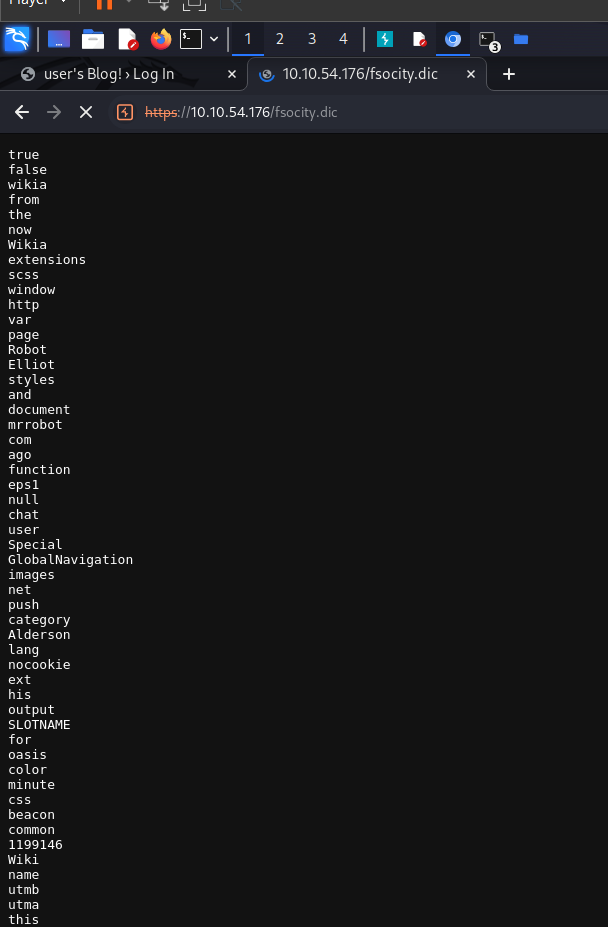 Player
1 2 3 4
3
user's Blog! › Log In
10.10.54.176/fsocity.dic
https://10.10.54.176/fsocity.dic
true
false
wikia
from
the
now
Wikia
extensions
scss
window
http
var
page
Robot
Elliot
styles
and
document
mrrobot
com
ago
function
eps1
null
chat
user
Special
GlobalNavigation
images
net
push
category
Alderson
lang
nocookie
ext
his
output
SLOTNAME
for
oasis
color
minute
css
beacon
common
1199146
Wiki
name
utmb
utma
this